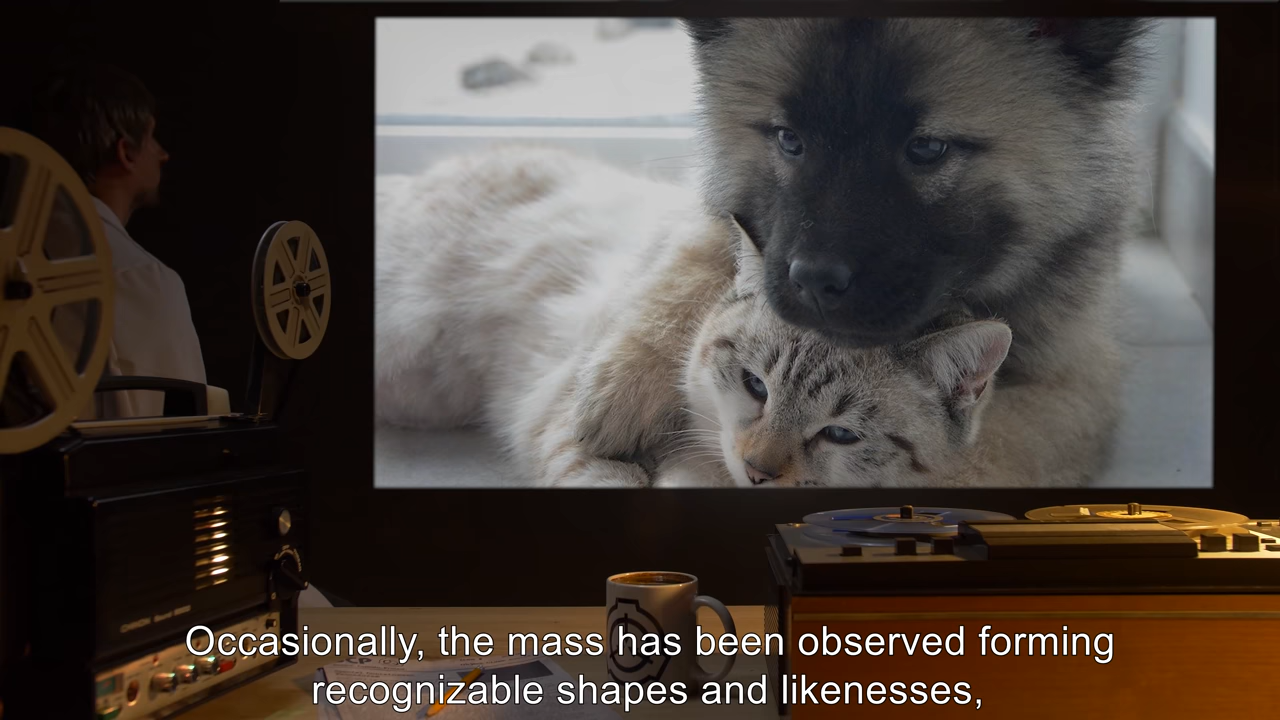 Occasionally, the mass has been observed forming
recognizable shapes and likenesses,